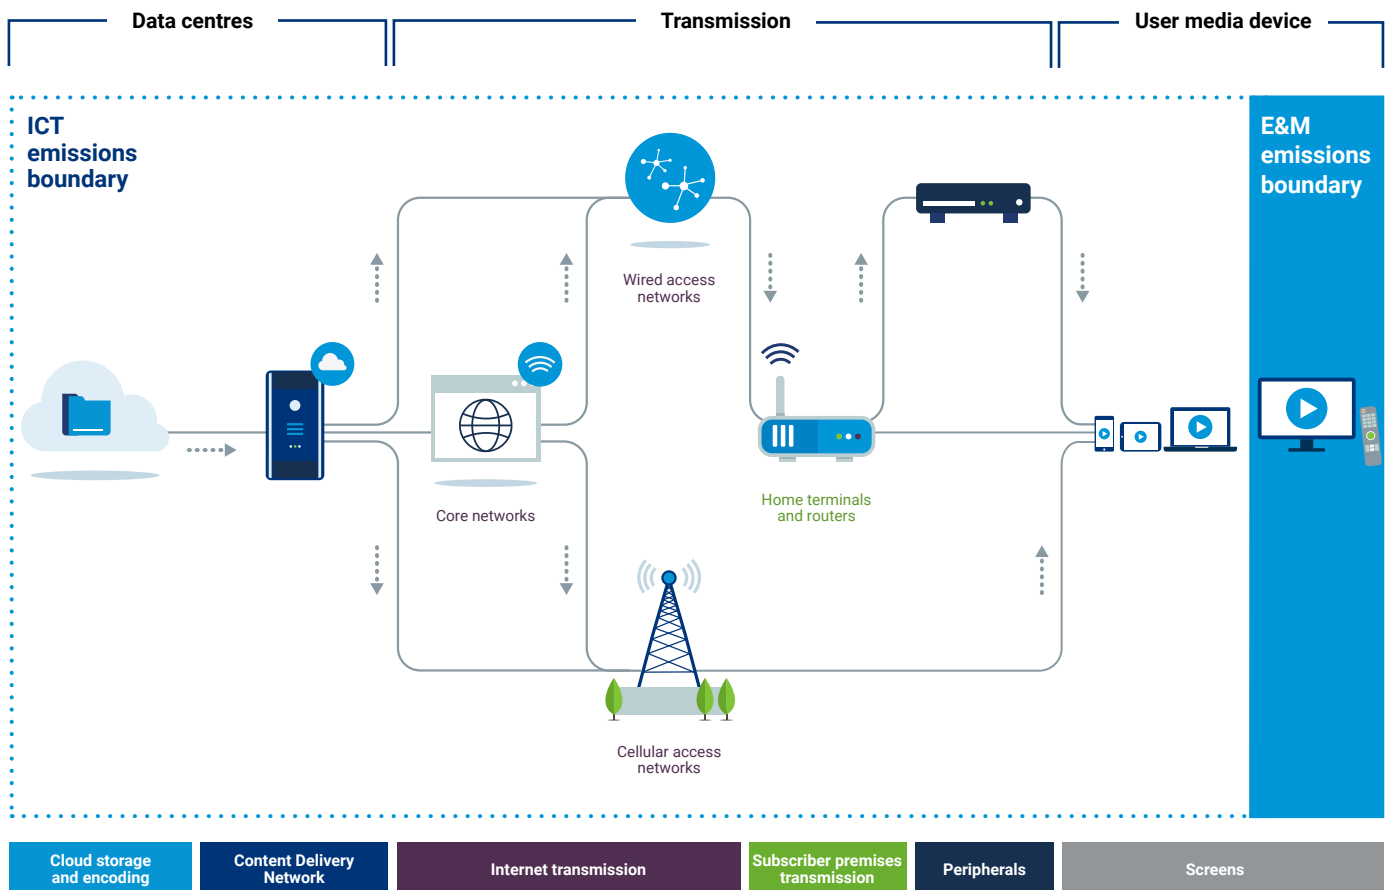 Data centres
Transmission
User media device
ICT
emissions
boundary
E&M
emissions
boundary
Wired access
networks
Core networks
Home terminals
and routers
Cellular access
networks
Cloud storage
and encoding
Content Delivery
Network
Internet transmission
Subscriber premises
transmission
Peripherals
Screens